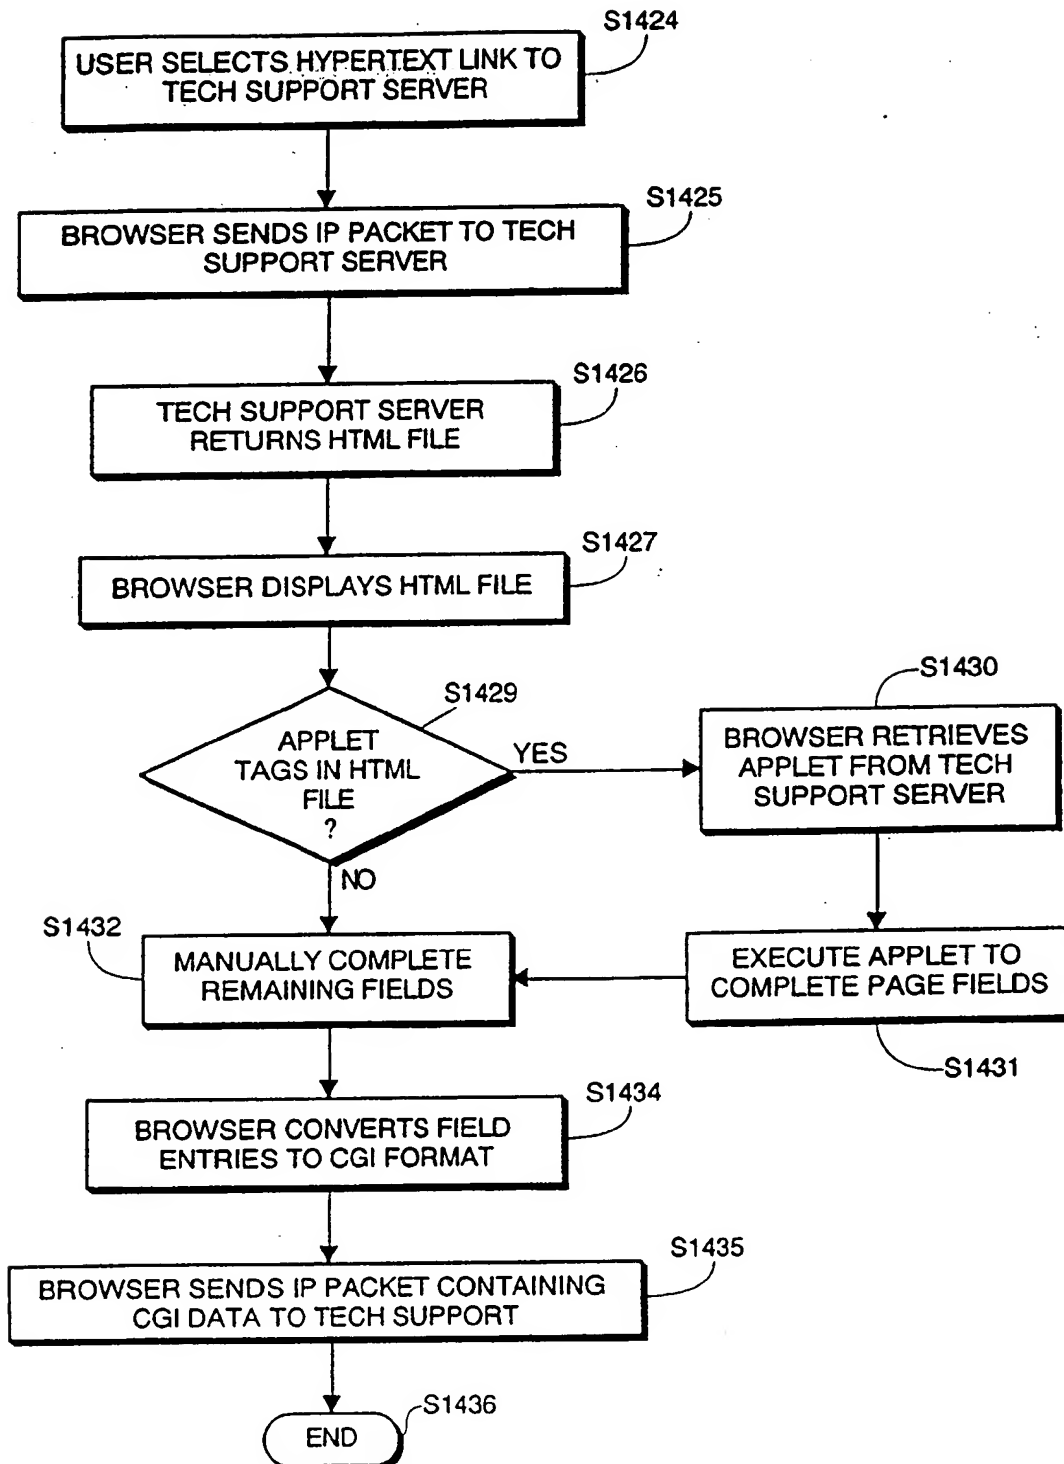 S1424
USER SELECTS HYPERTEXT LINK TO
TECH SUPPORT SERVER
S1425
BROWSER SENDS IP PACKET TO TECH
SUPPORT SERVER
S1426
TECH SUPPORT SERVER
RETURNS HTML FILE
S1427
BROWSER DISPLAYS HTML FILE
S1429
APPLET
TAGS IN HTML
FILE
?
YES
NO
S1430
BROWSER RETRIEVES
APPLET FROM TECH
SUPPORT SERVER
EXECUTE APPLET TO
COMPLETE PAGE FIELDS
S1431
S1432
MANUALLY COMPLETE
REMAINING FIELDS
S1434
BROWSER CONVERTS FIELD
ENTRIES TO CGI FORMAT
S1435
BROWSER SENDS IP PACKET CONTAINING
CGI DATA TO TECH SUPPORT
S1436
END